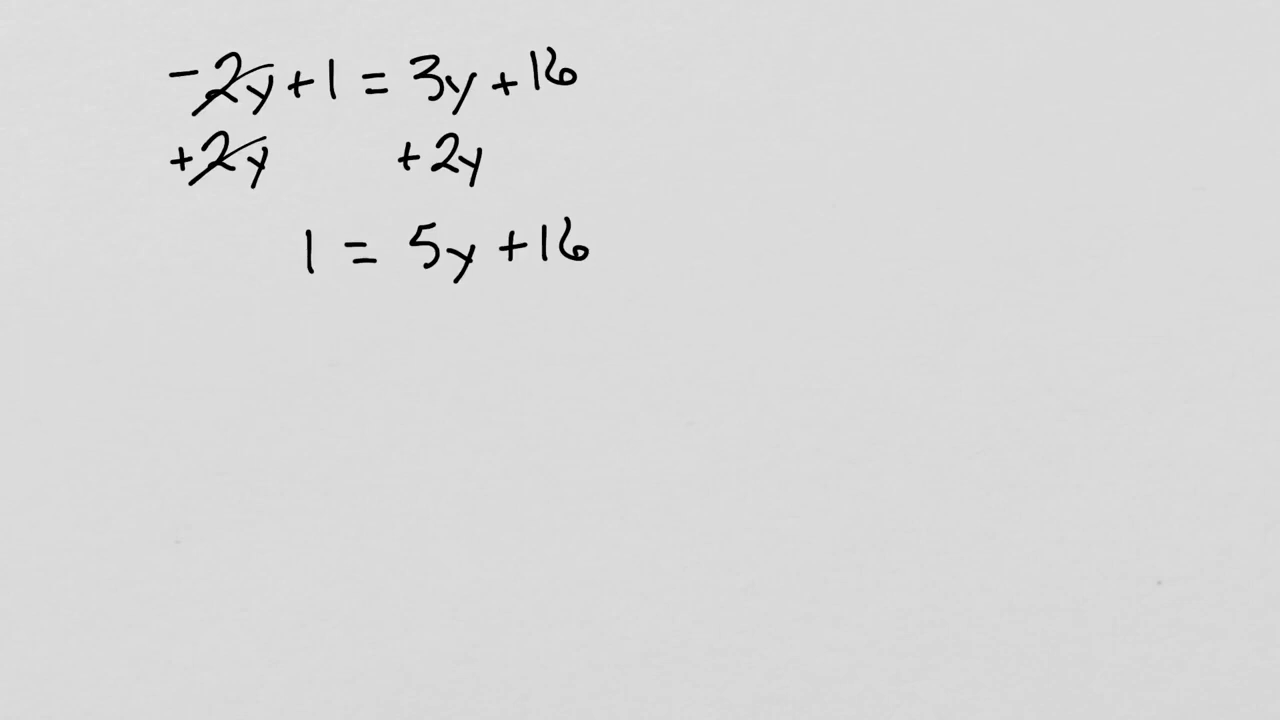 -2y+1 = 3y+16
+2y +2y
1 = 5y+16